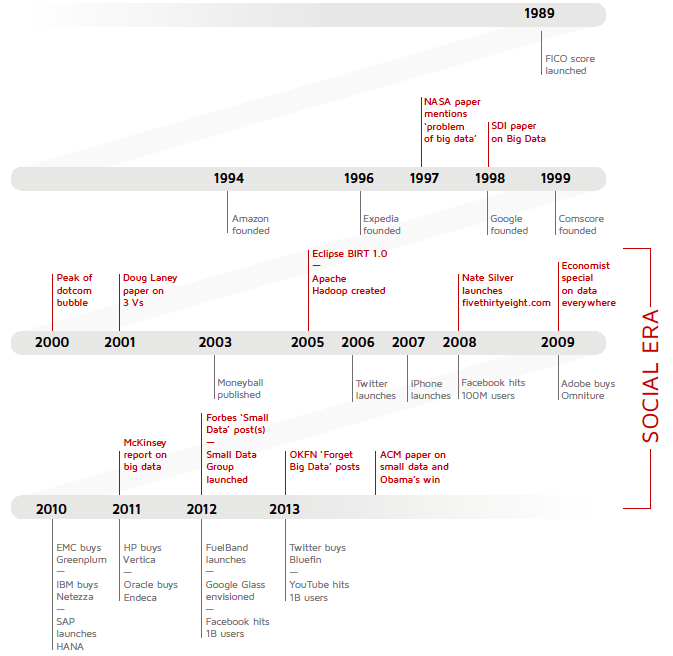 1989
FICO score
launched
NASA paper
mentions
‘problem
of big data’
SDI paper
on Big Data
1994
1996
1997
1998
1999
Amazon
founded
Expedia
founded
Google
founded
Comscore
founded
Peak of
dotcom
bubble
Doug Laney
paper on
3 Vs
Eclipse BIRT 1.0
—
Apache
Hadoop created
Nate Silver
launches
fivethirtyeight.com
Economist
special
on data
everywhere
2000
2001
2003
2005
2006
2007
2008
2009
Moneyball
published
Twitter
launches
iPhone
launches
Facebook hits
100M users
Adobe buys
Omniture
SOCIAL ERA
McKinsey
report on
big data
Forbes ‘Small
Data’ post(s)
—
Small Data
Group
launched
OKFN ‘Forget
Big Data’ posts
ACM paper on
small data and
Obama’s win
2010
2011
2012
2013
EMC buys
Greenplum
—
IBM buys
Netezza
—
SAP
launches
HANA
HP buys
Vertica
—
Oracle buys
Endeca
FuelBand
launches
—
Google Glass
envisioned
—
Facebook hits
1B users
Twitter buys
Bluefin
—
YouTube hits
1B users